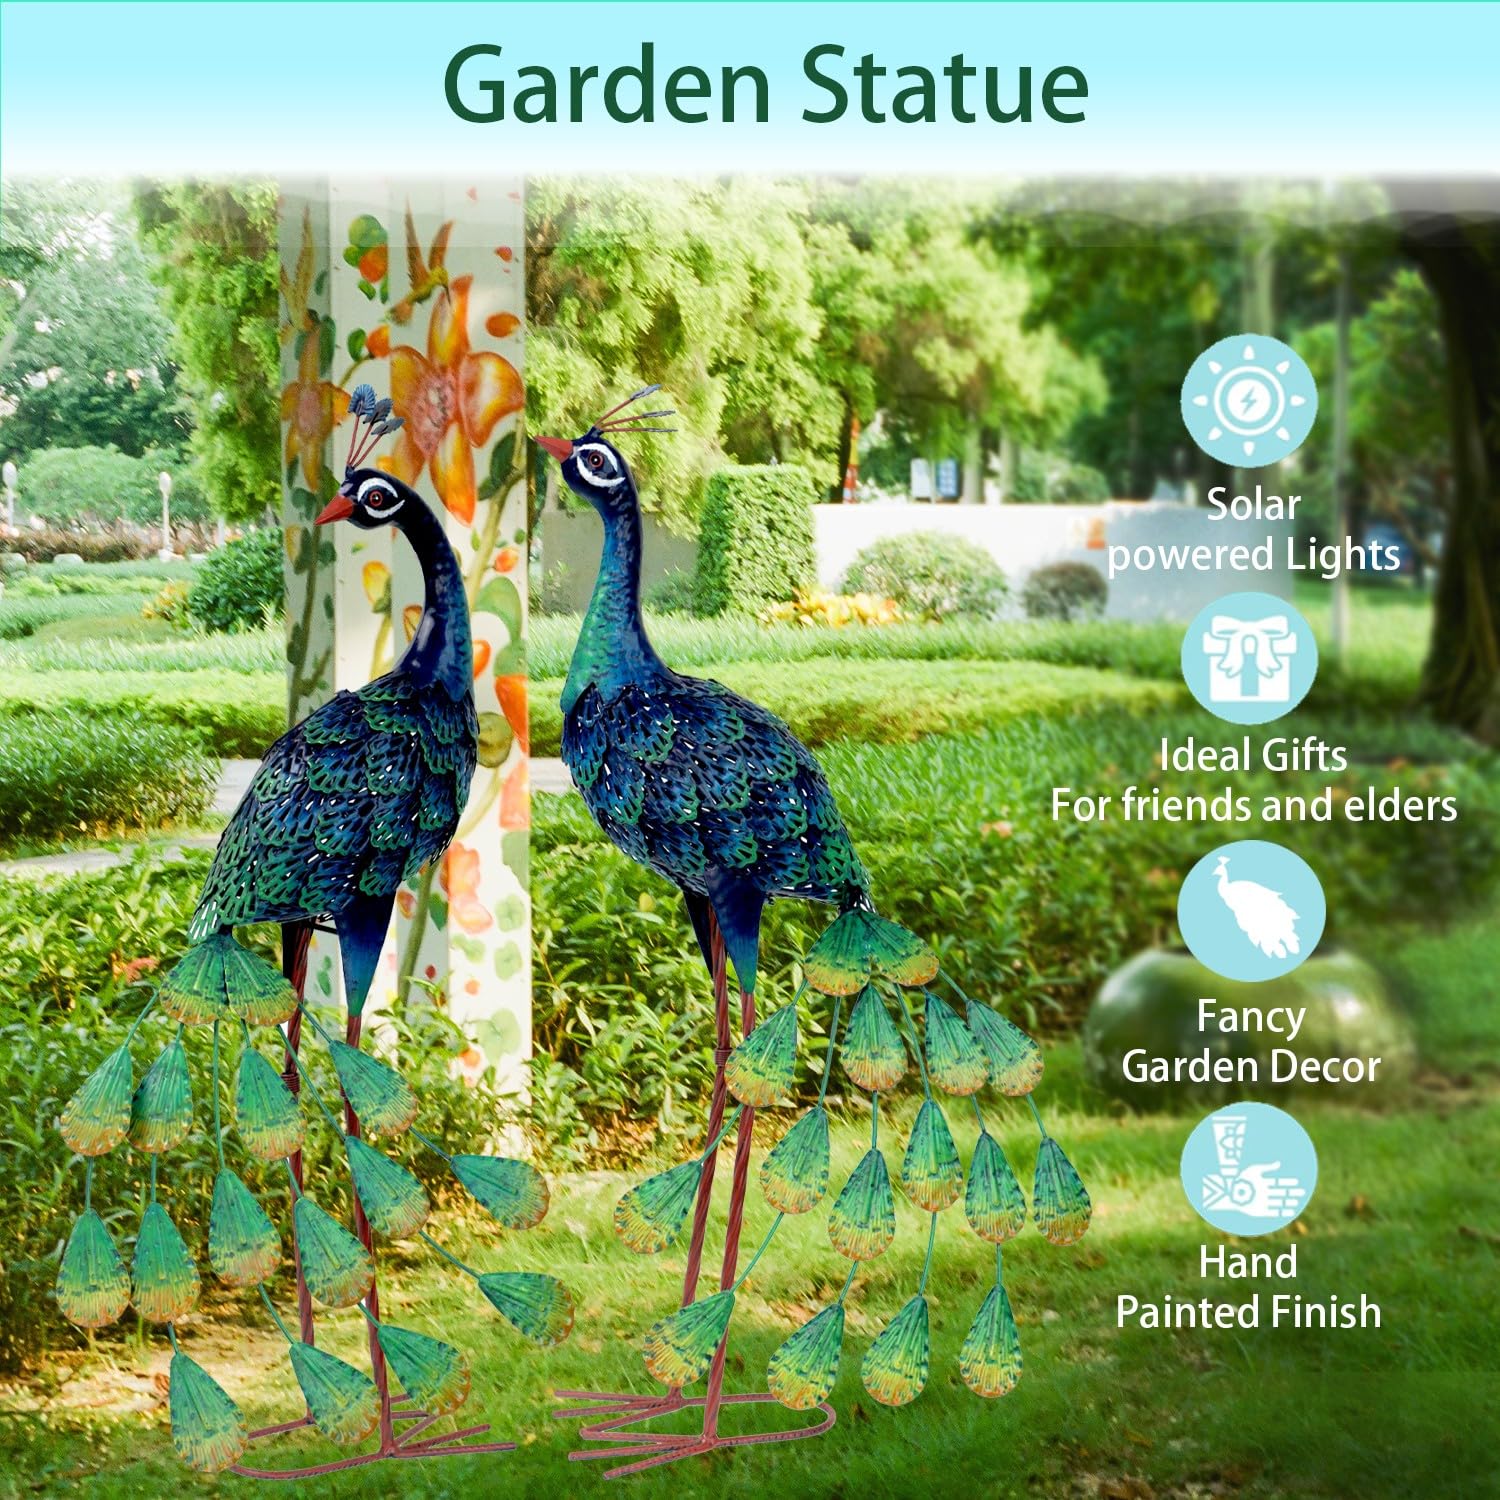 Garden Statue
Solar
powered Lights
Ideal Gifts
For friends and elders
Fancy
Garden Decor
Hand
Painted Finish